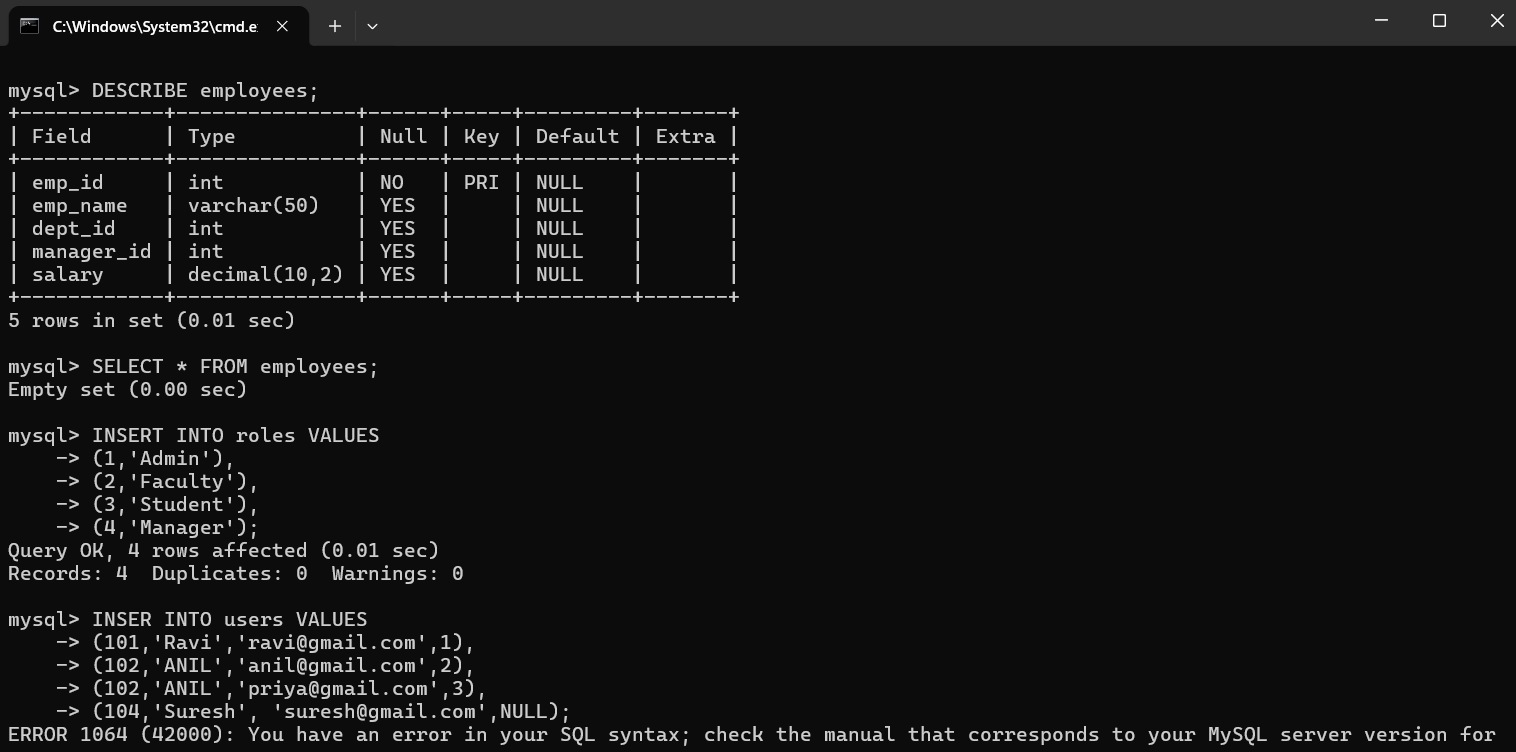 C:\Windows\System32\cmd.e
mysql> DESCRIBE employees;
+------------+---------------+------+-----+---------+-------+
| Field      | Type          | Null | Key | Default | Extra |
+------------+---------------+------+-----+---------+-------+
| emp_id     | int           | NO   | PRI | NULL    |       |
| emp_name   | varchar(50)   | YES  |     | NULL    |       |
| dept_id    | int           | YES  |     | NULL    |       |
| manager_id | int           | YES  |     | NULL    |       |
| salary     | decimal(10,2) | YES  |     | NULL    |       |
+------------+---------------+------+-----+---------+-------+
5 rows in set (0.01 sec)
mysql> SELECT * FROM employees;
Empty set (0.00 sec)
mysql> INSERT INTO roles VALUES
    -> (1,'Admin'),
    -> (2,'Faculty'),
    -> (3,'Student'),
    -> (4,'Manager');
Query OK, 4 rows affected (0.01 sec)
Records: 4  Duplicates: 0  Warnings: 0
mysql> INSER INTO users VALUES
    -> (101,'Ravi','ravi@gmail.com',1),
    -> (102,'ANIL','anil@gmail.com',2),
    -> (102,'ANIL','priya@gmail.com',3),
    -> (104,'Suresh', 'suresh@gmail.com',NULL);
ERROR 1064 (42000): You have an error in your SQL syntax; check the manual that corresponds to your MySQL server version for